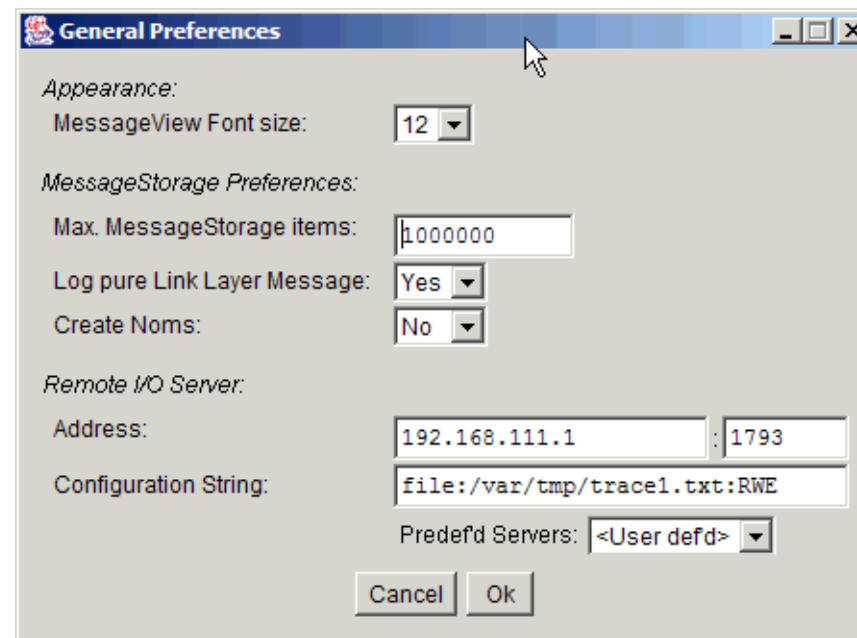 General Preferences
Appearance:
MessageView Font size: 12
MessageStorage Preferences:
Max. MessageStorage items: 1000000
Log pure Link Layer Message: Yes
Create Noms: No
Remote I/O Server:
Address: 192.168.111.1 : 1793
Configuration String: file:/var/tmp/trace1.txt:RWE
Predef'd Servers: <User def'd>
Cancel Ok